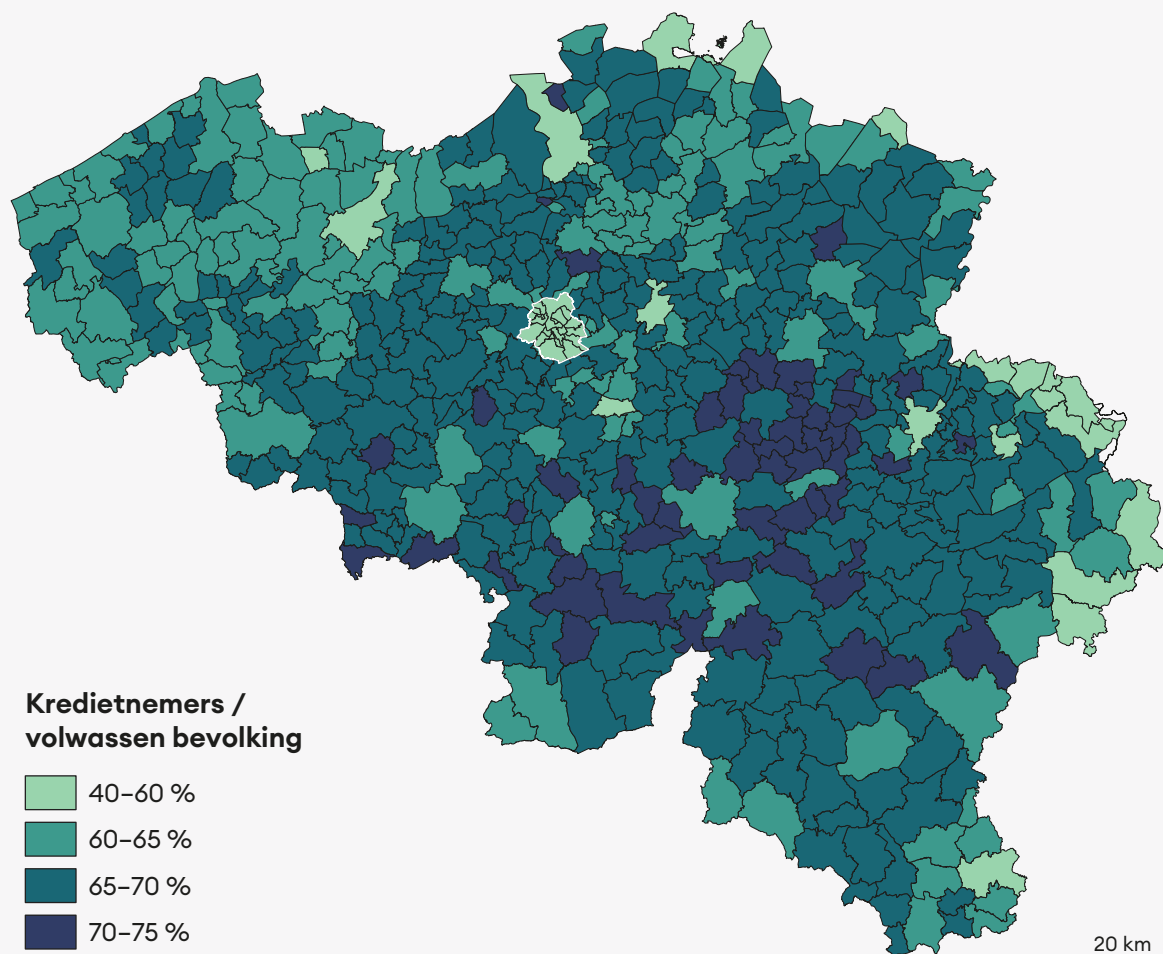 Kredietnemers /
volwassen bevolking
40–60 %
60–65 %
65–70 %
70–75 %
20 km